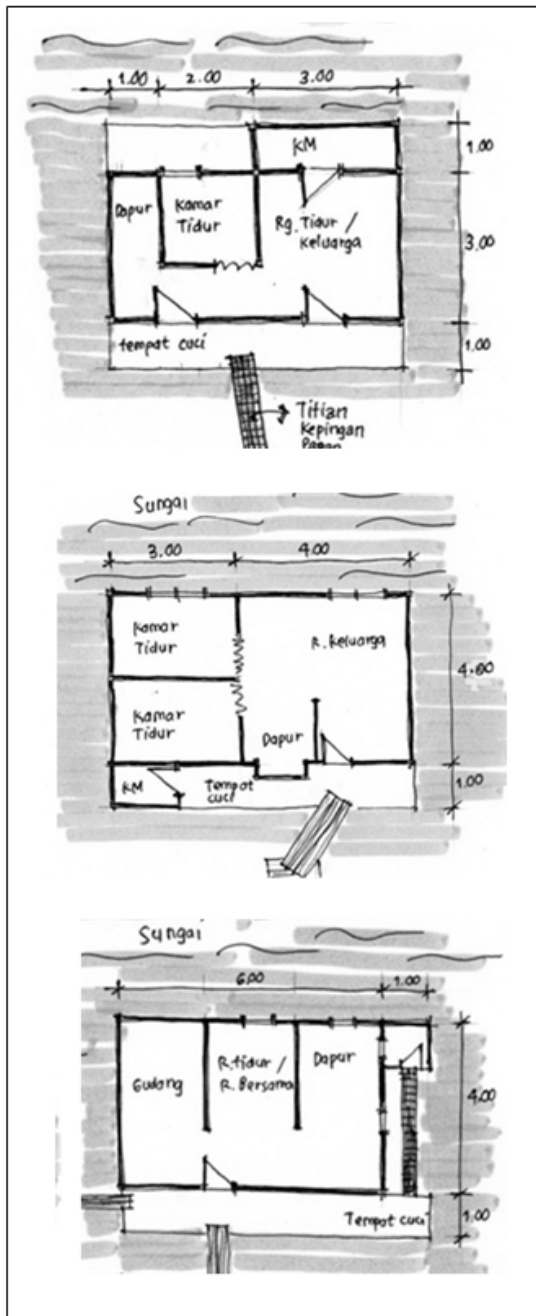 1.00 2.00 3.00
KM
1.00
Dapur
Kamar
Tidur
Rg. Tidur /
Keluarga
3.00
tempat cuci
1.00
Titian
Kepingan
Papan
Sungai
3.00 4.00
Kamar
Tidur
R. Keluarga
4.00
Kamar
Tidur
Dapur
KM
Tempat
cuci
1.00
Sungai
6.00 1.00
Gudang
R. tidur /
R. Bersama
Dapur
4.00
Tempat cuci
1.00